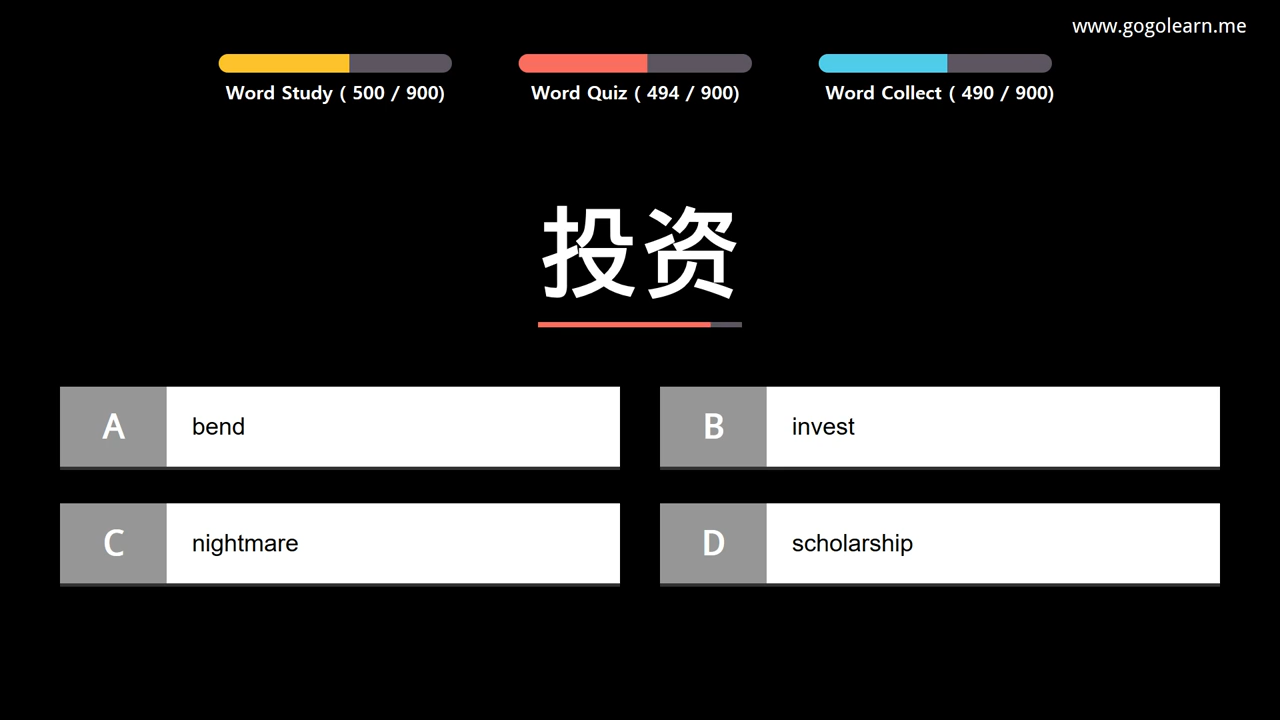 www.gogolearn.me
Word Study ( 500 / 900)
Word Quiz ( 494 / 900)
Word Collect ( 490 / 900)
投资
A bend
B invest
C nightmare
D scholarship